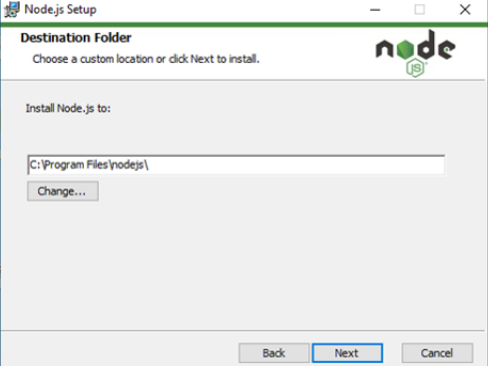 Node.js Setup
Destination Folder
Choose a custom location or click Next to install.
node
JS
Install Node.js to:
C:\Program Files\nodejs\
Change...
Back
Next
Cancel